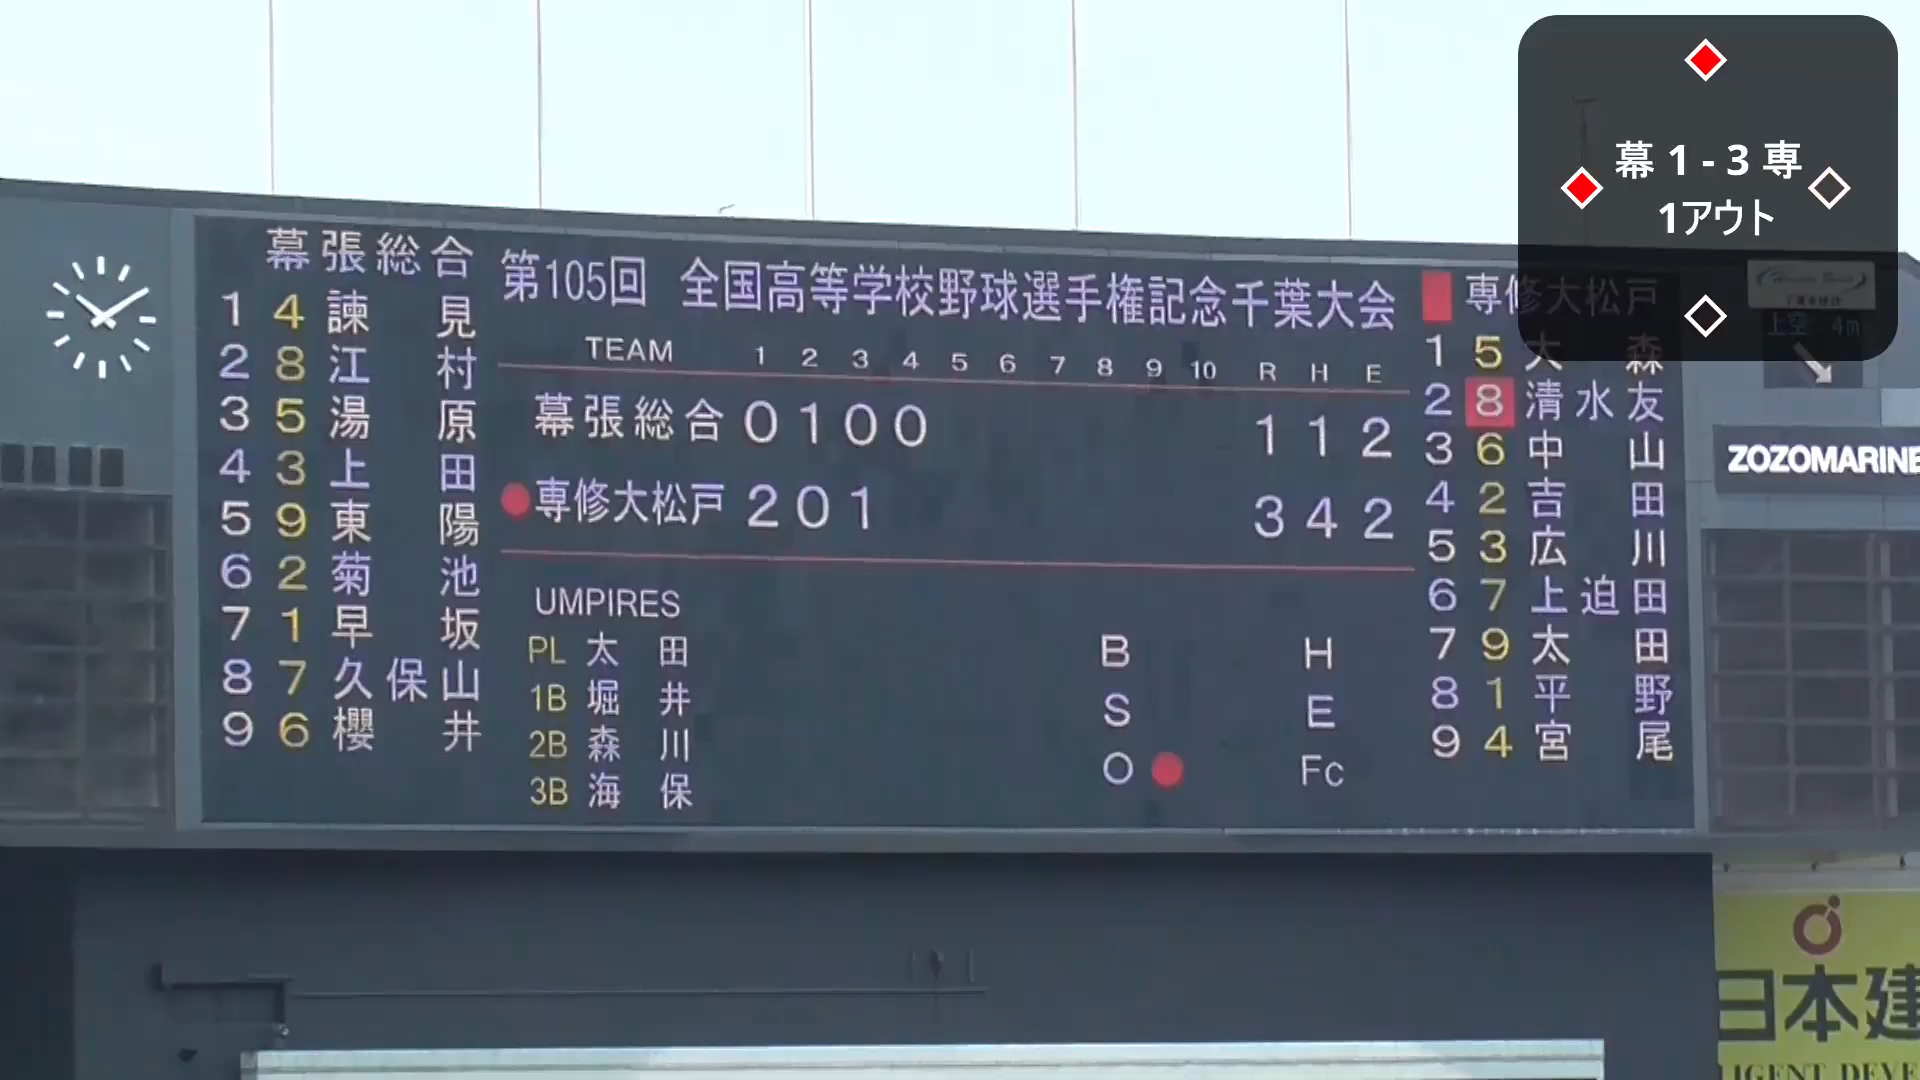 幕 1 - 3 専
1アウト
幕張総合
1 4 諫見
2 8 江村
3 5 湯原
4 3 上田
5 9 東陽
6 2 菊池
7 1 早坂
8 7 久保山
9 6 櫻井
第105回 全国高等学校野球選手権記念千葉大会
TEAM 1 2 3 4 5 6 7 8 9 10 R H E
幕張総合 0 1 0 0 1 1 2
専修大松戸 2 0 1 3 4 2
UMPIRES
PL 太田
1B 堀井
2B 森川
3B 海保
B
S
O
H
E
Fc
専修大松戸
1 5 大森
2 8 清水友
3 6 中山
4 2 吉田
5 3 広川
6 7 上迫田
7 9 太田
8 1 平野
9 4 宮尾
上空 4m
ZOZOMARINE
日本建
LIGENT DEVE